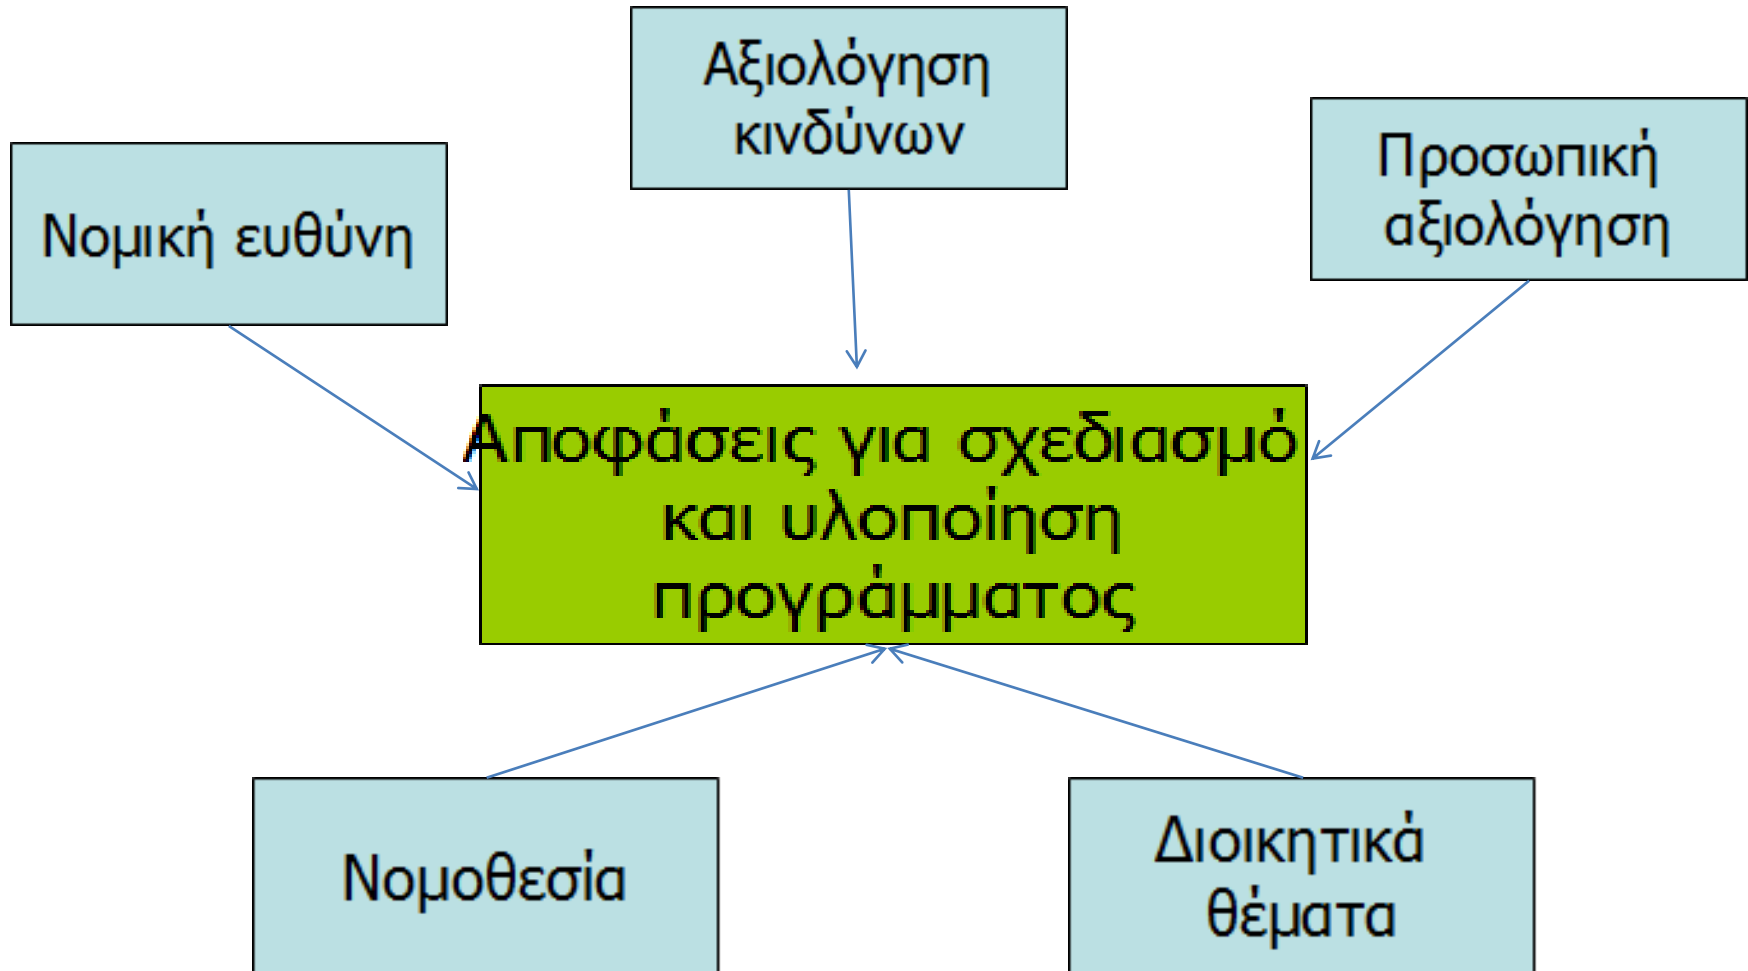 Αξιολόγηση
κινδύνων
Προσωπική
αξιολόγηση
Νομική ευθύνη
Αποφάσεις για σχεδιασμό
και υλοποίηση
προγράμματος
Νομοθεσία
Διοικητικά
θέματα